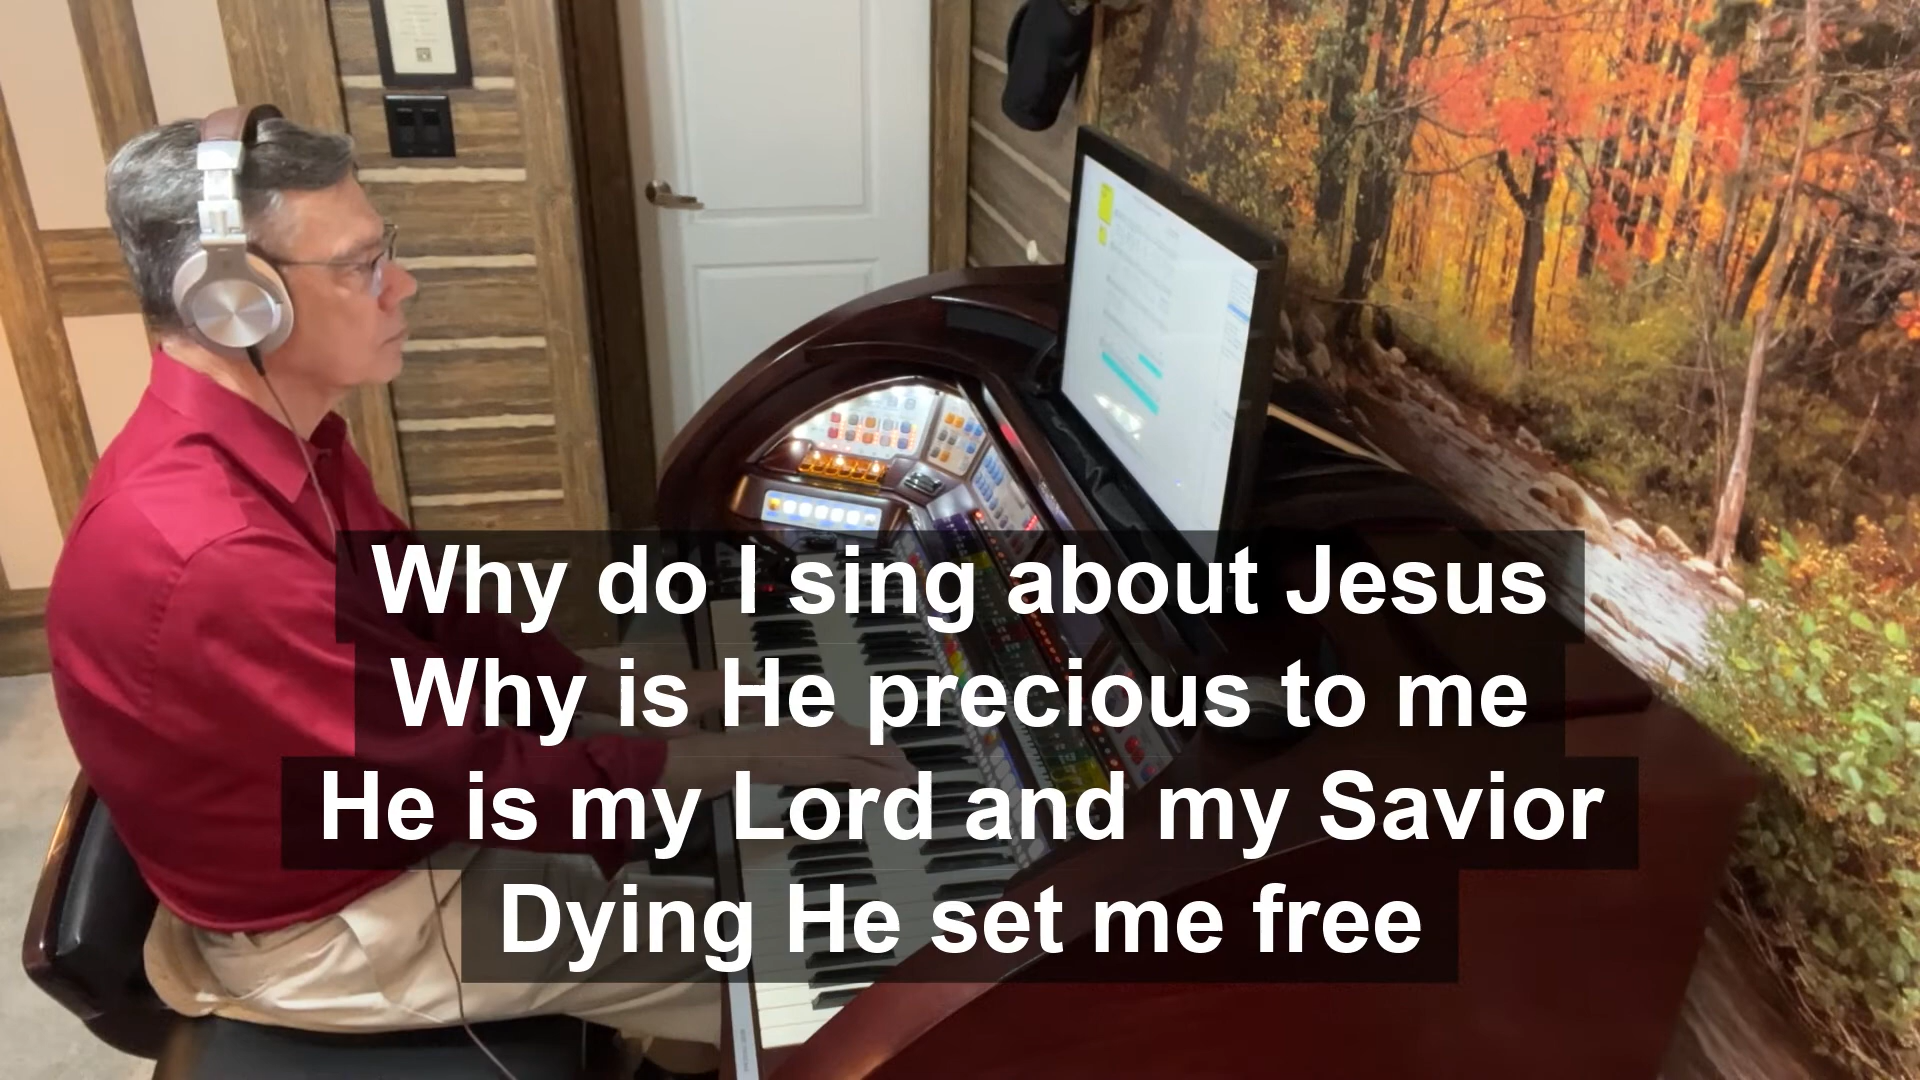 Why do I sing about Jesus
Why is He precious to me
He is my Lord and my Savior
Dying He set me free